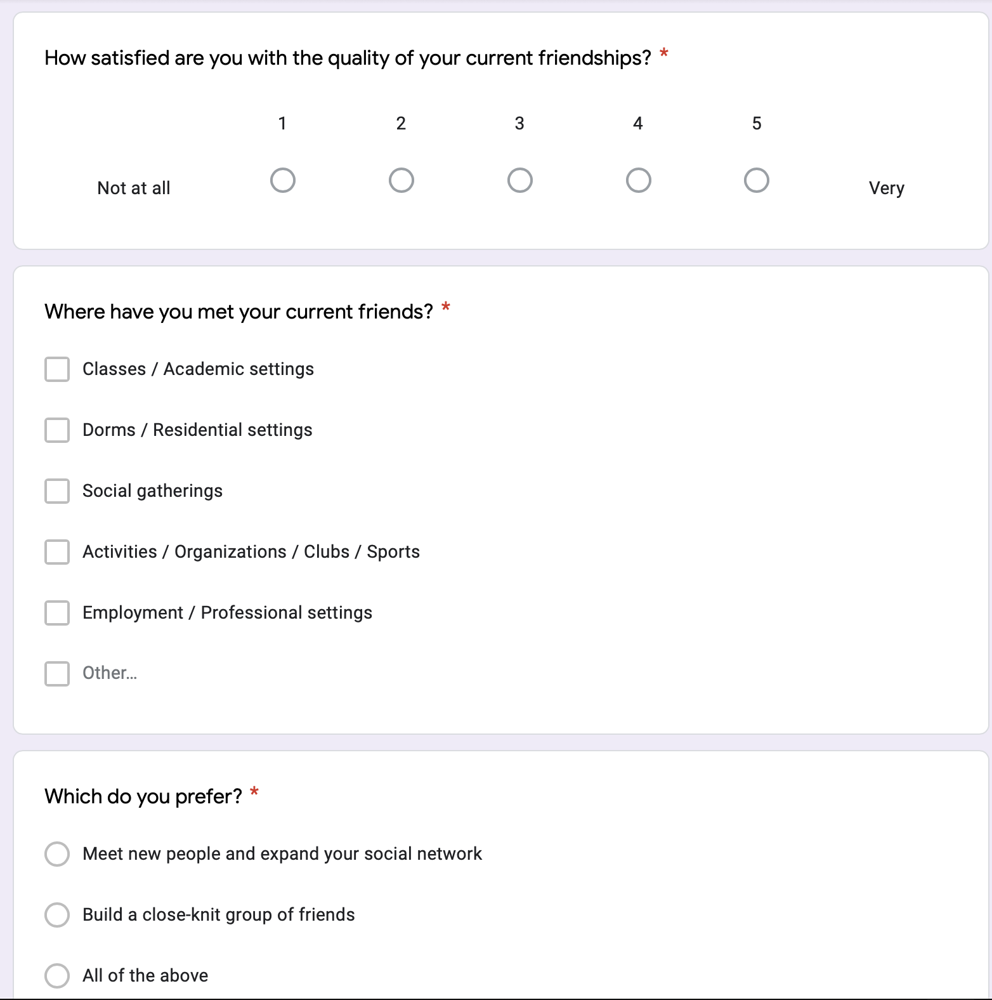 How satisfied are you with the quality of your current friendships? *
1 2 3 4 5
Not at all Very
Where have you met your current friends? *
Classes / Academic settings
Dorms / Residential settings
Social gatherings
Activities / Organizations / Clubs / Sports
Employment / Professional settings
Other...
Which do you prefer? *
Meet new people and expand your social network
Build a close-knit group of friends
All of the above